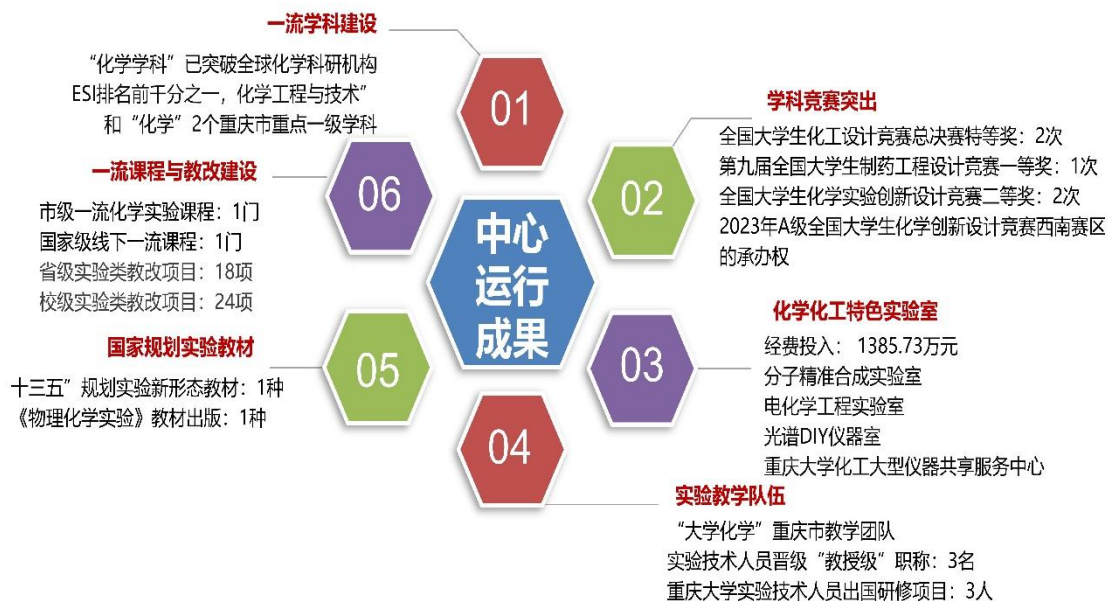 中心
运行
成果
01
一流学科建设
“化学学科”已突破全球化学科研机构
ESI排名前千分之一，化学工程与技术”
和“化学”2个重庆市重点一级学科
02
学科竞赛突出
全国大学生化工设计竞赛总决赛特等奖：2次
第九届全国大学生制药工程设计竞赛一等奖：1次
全国大学生化学实验创新设计竞赛二等奖：2次
2023年A级全国大学生化学创新设计竞赛西南赛区
的承办权
03
化学化工特色实验室
经费投入： 1385.73万元
分子精准合成实验室
电化学工程实验室
光谱DIY仪器室
重庆大学化工大型仪器共享服务中心
04
实验教学队伍
“大学化学”重庆市教学团队
实验技术人员晋级“教授级”职称：3名
重庆大学实验技术人员出国研修项目：3人
05
国家规划实验教材
十三五”规划实验新形态教材：1种
《物理化学实验》教材出版：1种
06
一流课程与教改建设
市级一流化学实验课程：1门
国家级线下一流课程：1门
省级实验类教改项目：18项
校级实验类教改项目：24项